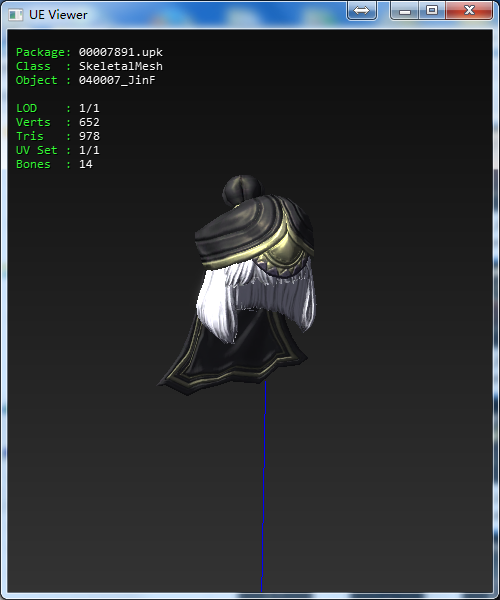 UE Viewer
Package: 00007891.upk
Class : SkeletalMesh
Object : 040007_JinF
LOD : 1/1
Verts : 652
Tris : 978
UV Set : 1/1
Bones : 14